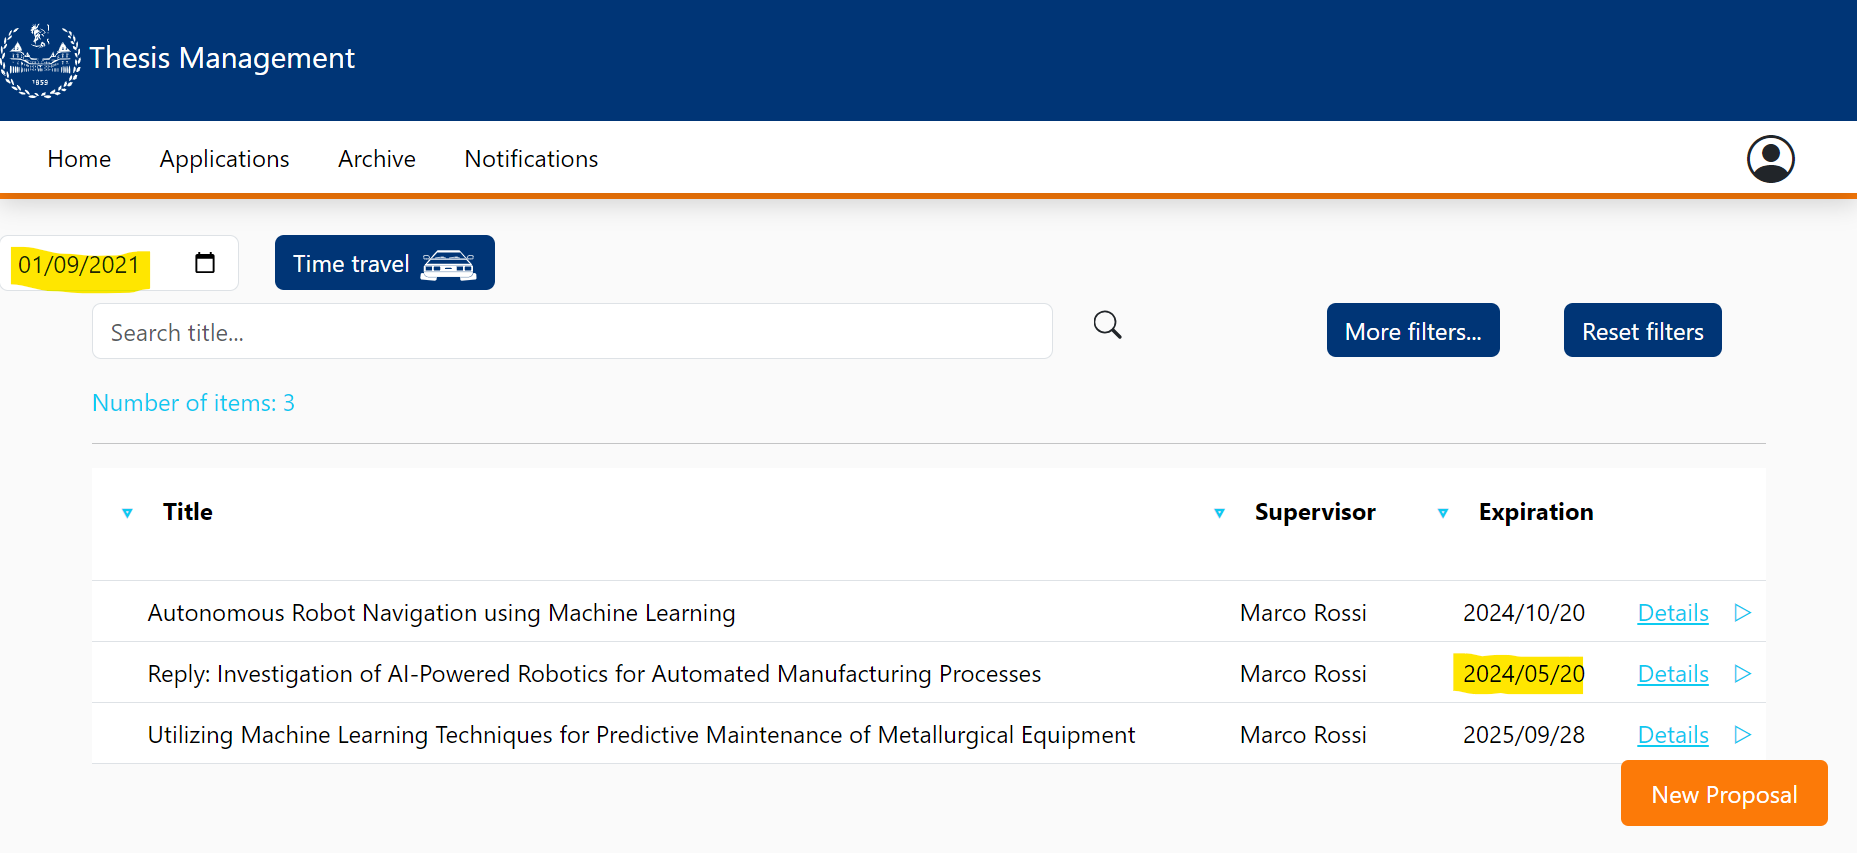 1859
Thesis Management
Home Applications Archive Notifications
01/09/2021 Time travel
Search title... More filters... Reset filters
Number of items: 3
Title Supervisor Expiration
Autonomous Robot Navigation using Machine Learning Marco Rossi 2024/10/20 Details
Reply: Investigation of AI-Powered Robotics for Automated Manufacturing Processes Marco Rossi 2024/05/20 Details
Utilizing Machine Learning Techniques for Predictive Maintenance of Metallurgical Equipment Marco Rossi 2025/09/28 Details
New Proposal